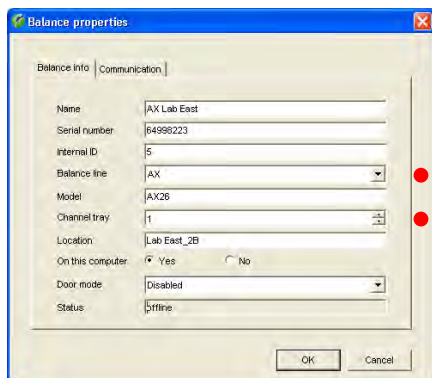 Balance properties
Balance info Communication
Name AX Lab East
Serial number 64998223
Internal ID 5
Balance line AX
Model AX26
Channel tray 1
Location Lab East_2B
On this computer Yes No
Door mode Disabled
Status offline
OK Cancel